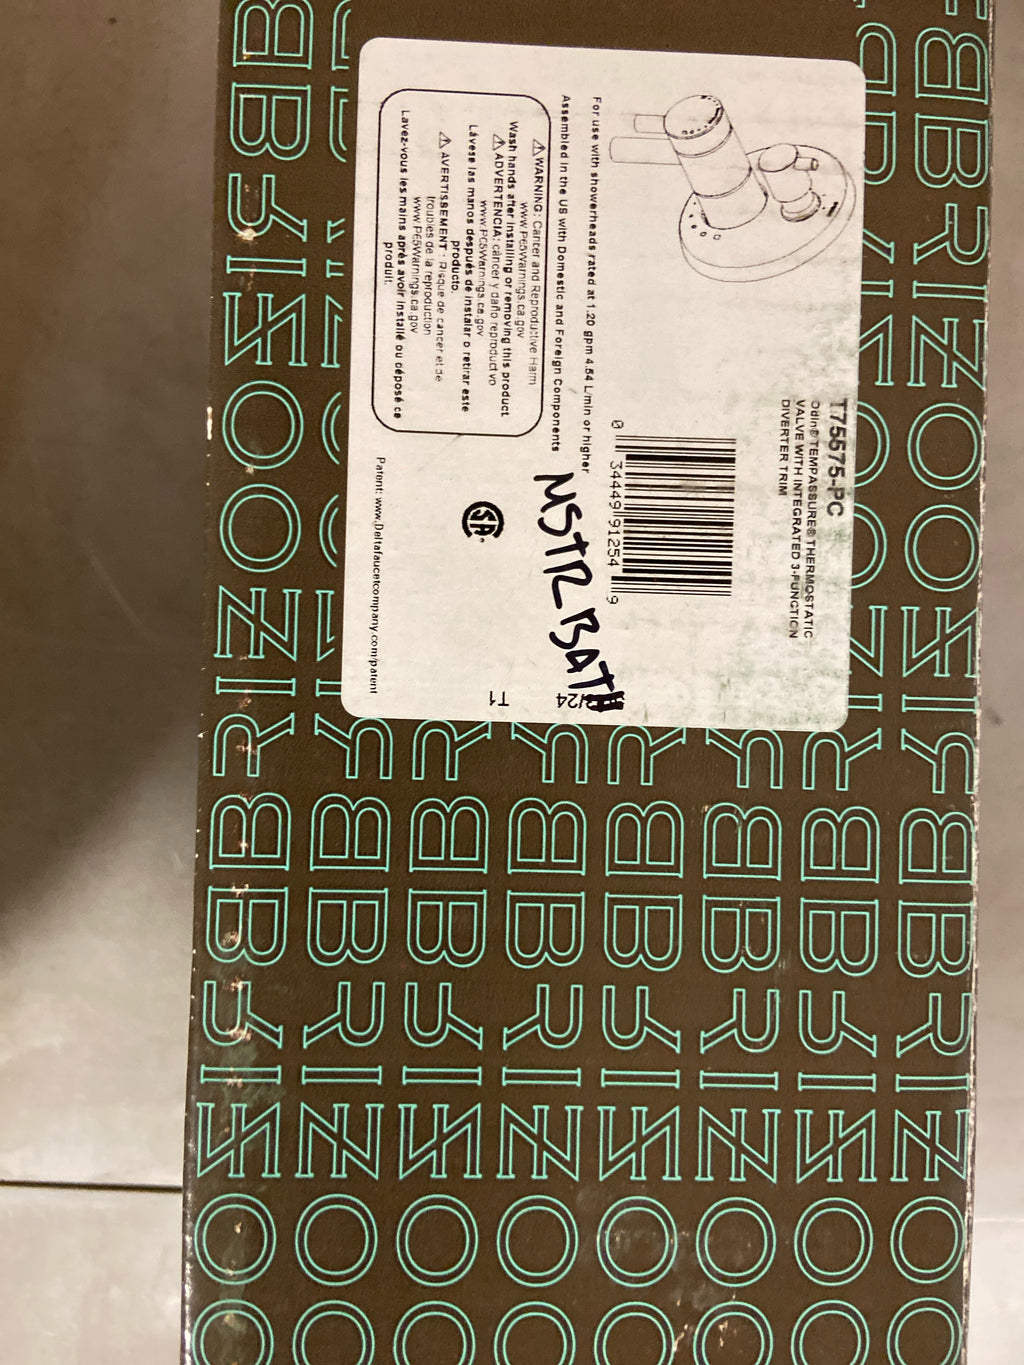 T75575-PC
Odin® TEMP ASSURE® THERMOSTATIC
VALVE WITH INTEGRATED 3-FUNCTION
DIVERTER TRIM
0 34449 91254 9
For use with showerheads rated at 1.20 gpm 4.54 L/min or higher
Assembled in the US with Domestic and Foreign Components
⚠WARNING: Cancer and Reproductive Harm
www.P65Warnings.ca.gov
Wash hands after installing or removing this product
⚠ADVERTENCIA: cáncer y daño reproductivo
www.P65Warnings.ca.gov
Lávese las manos después de instalar o retirar este
producto.
⚠ AVERTISSEMENT : Risque de cancer et de
troubles de la reproduction
www.P65Warnings.ca.gov
Lavez-vous les mains après avoir installé ou déposé ce
produit.
Patent: www.Deltafaucetcompany.com/patent
MSTR BATH
SA
/24
T1
BRIZO
BRIZO
BRIZO
BRIZO
BRIZO
BRIZO
BRIZO
BRIZO